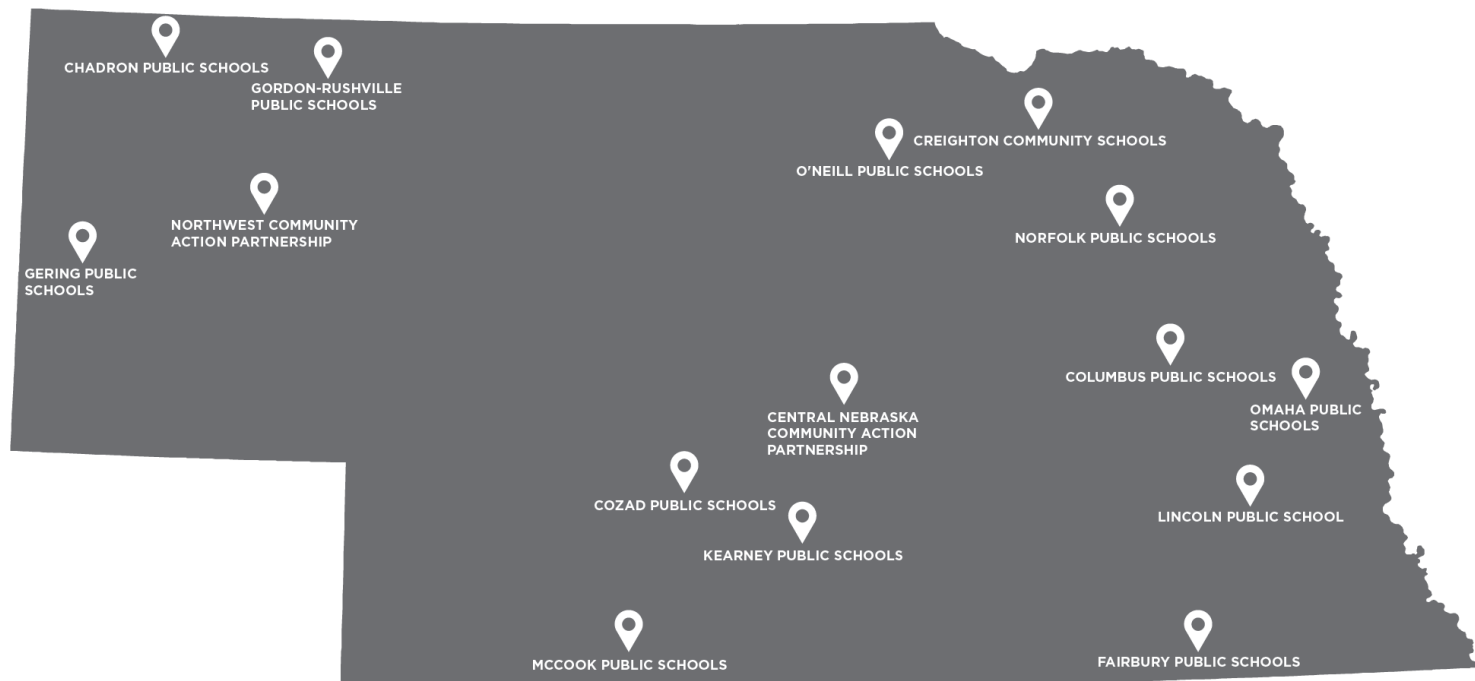 CHADRON PUBLIC SCHOOLS
GORDON-RUSHVILLE
PUBLIC SCHOOLS
CREIGHTON COMMUNITY SCHOOLS
O'NEILL PUBLIC SCHOOLS
NORTHWEST COMMUNITY
ACTION PARTNERSHIP
NORFOLK PUBLIC SCHOOLS
GERING PUBLIC
SCHOOLS
COLUMBUS PUBLIC SCHOOLS
OMAHA PUBLIC
SCHOOLS
CENTRAL NEBRASKA
COMMUNITY ACTION
PARTNERSHIP
COZAD PUBLIC SCHOOLS
LINCOLN PUBLIC SCHOOL
KEARNEY PUBLIC SCHOOLS
MCCOOK PUBLIC SCHOOLS
FAIRBURY PUBLIC SCHOOLS